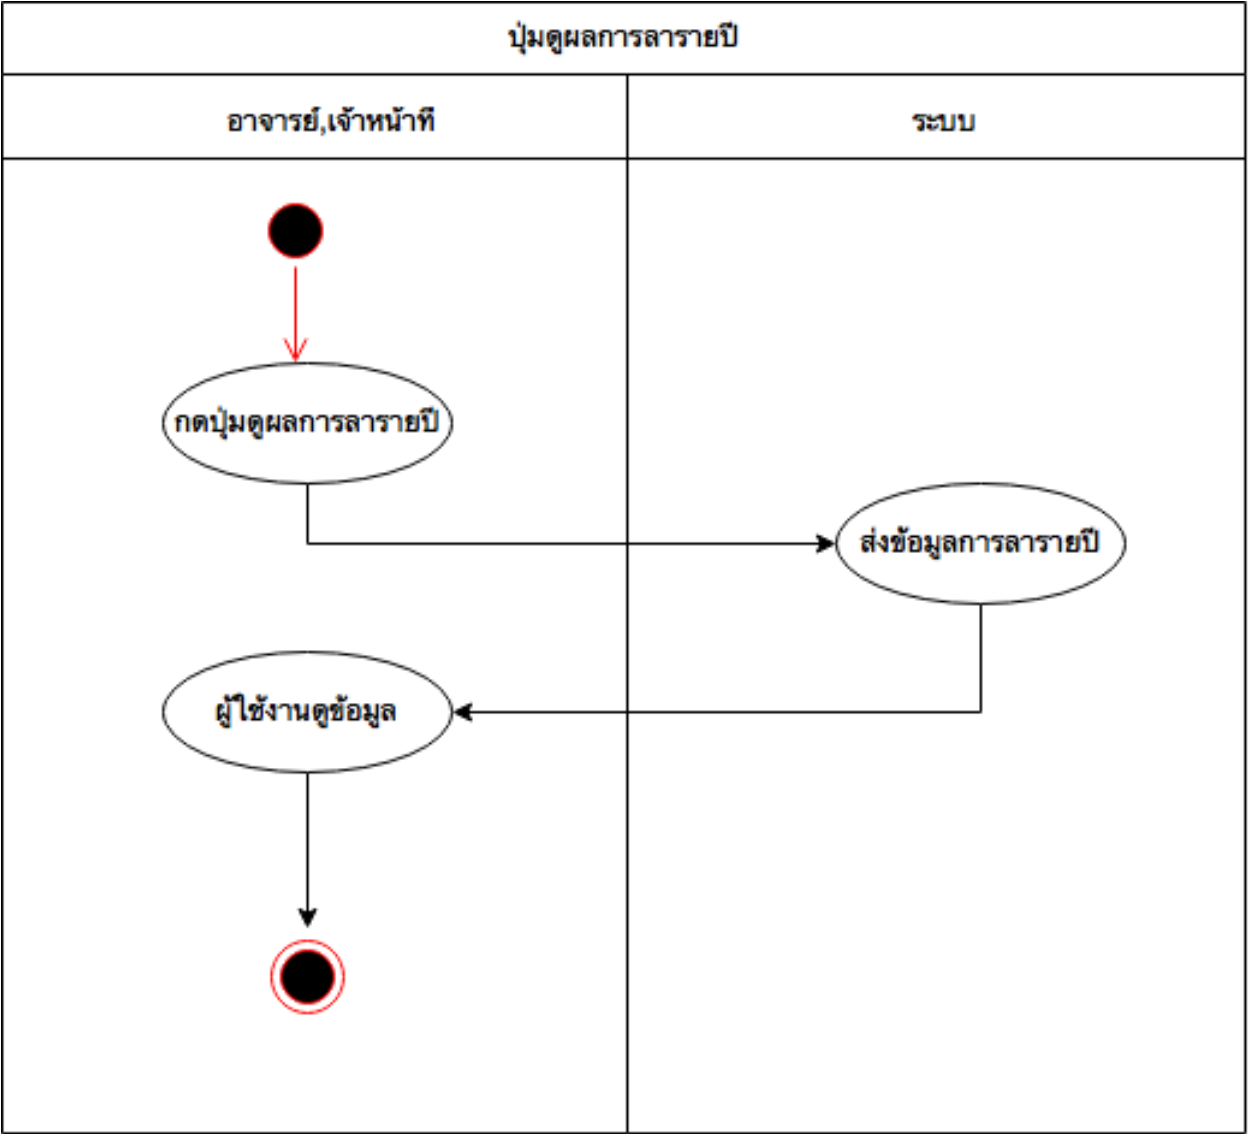 ปุ่มดูผลการลารายปี
อาจารย์,เจ้าหน้าที่
ระบบ
กดปุ่มดูผลการลารายปี
ส่งข้อมูลการลารายปี
ผู้ใช้งานดูข้อมูล